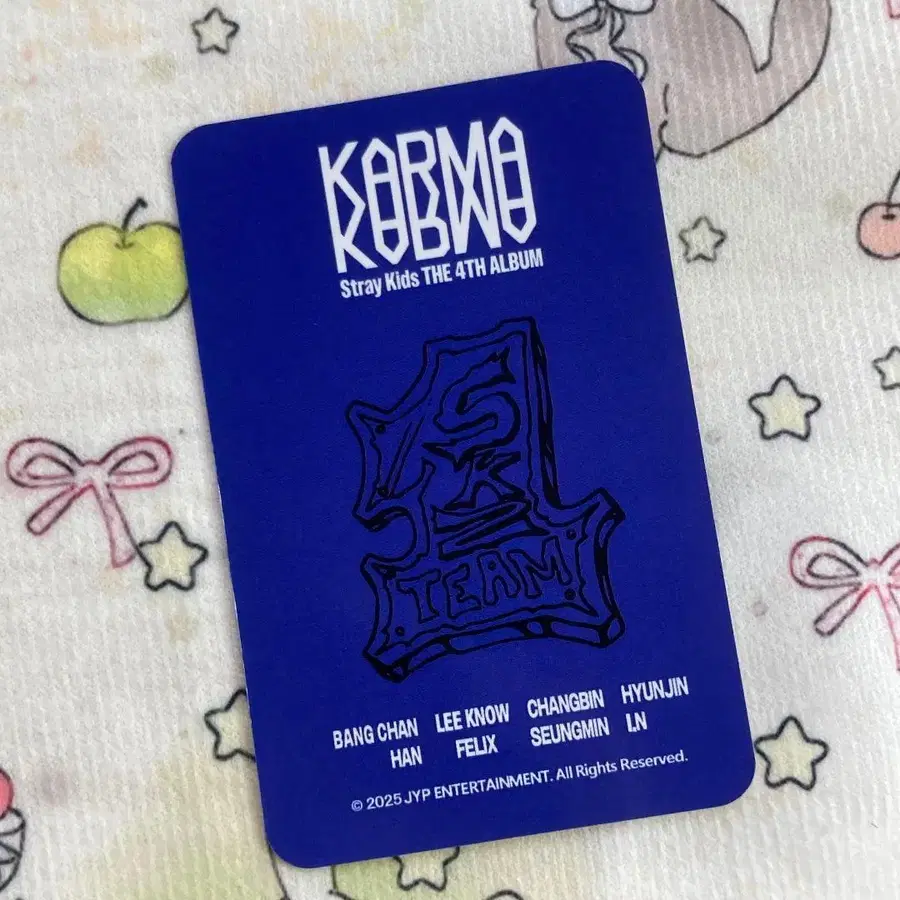 KARMA
KARMA
Stray Kids THE 4TH ALBUM
SKZ
TEAM
BANG CHAN LEE KNOW CHANGBIN HYUNJIN
HAN FELIX SEUNGMIN I.N
© 2025 JYP ENTERTAINMENT. All Rights Reserved.